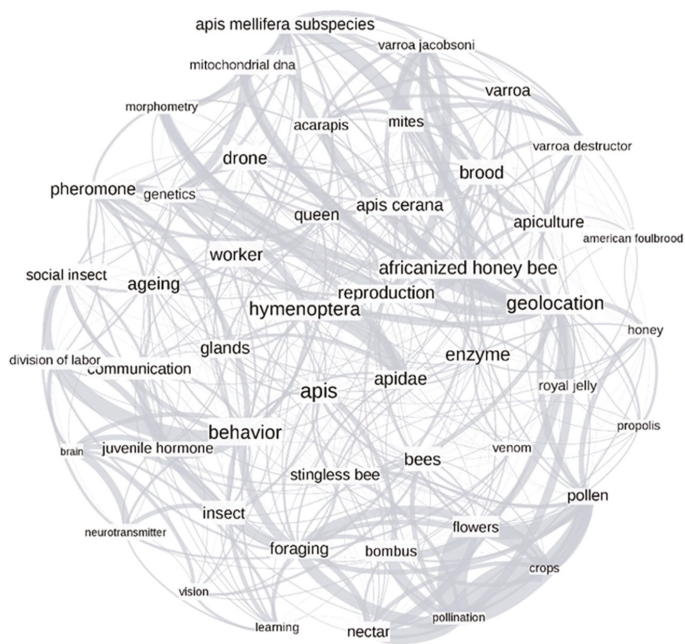 apis mellifera subspecies
varroa jacobsoni
mitochondrial dna
varroa
morphometry
acarapis
mites
drone
brood
varroa destructor
pheromone
genetics
queen
apis cerana
apiculture
american foulbrood
worker
social insect
ageing
africanized honey bee
reproduction
hymenoptera
geolocation
honey
glands
division of labor
communication
enzyme
apis
apidae
royal jelly
behavior
propolis
brain
juvenile hormone
venom
bees
stingless bee
pollen
insect
flowers
neurotransmitter
foraging
bombus
crops
vision
learning
nectar
pollination